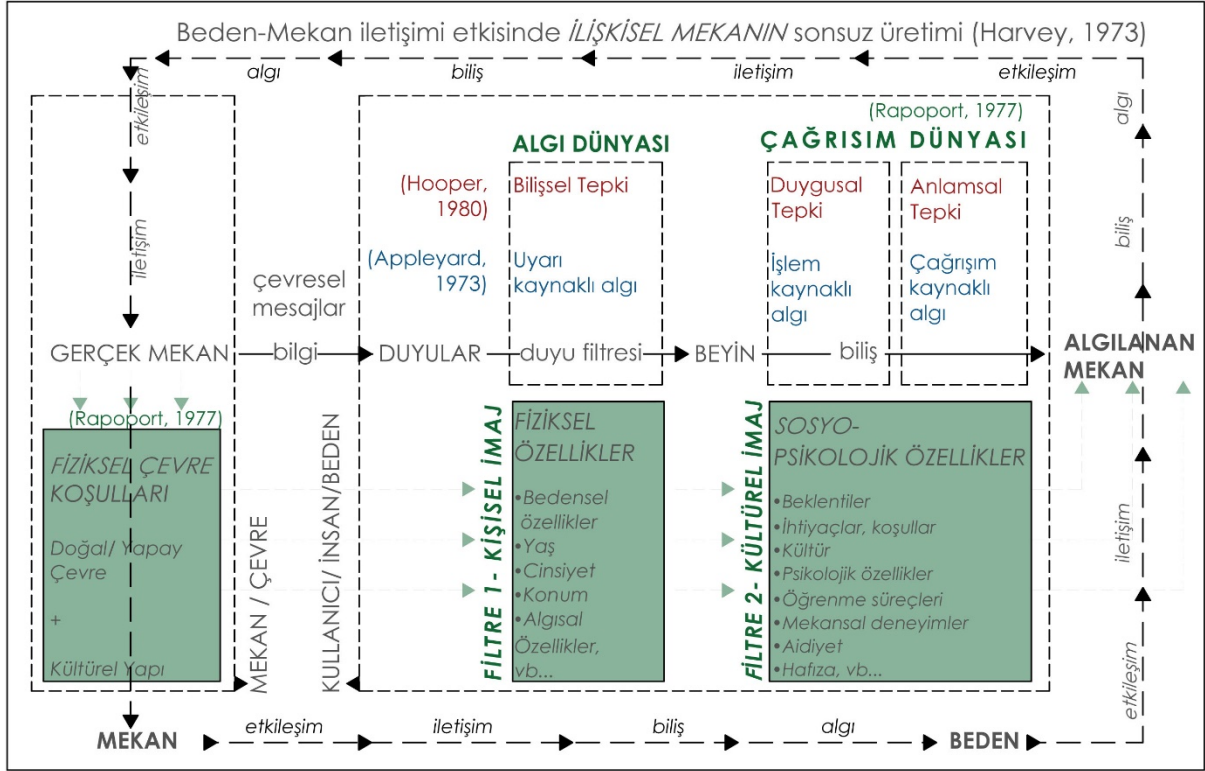 Beden-Mekan iletişimi etkisinde İLİŞKİSEL MEKANIN sonsuz üretimi (Harvey, 1973)
algı
biliş
iletişim
etkileşim
etkileşim
iletişim
(Rapoport, 1977)
ALGI DÜNYASI
ÇAĞRISIM DÜNYASI
(Hooper,
1980)
Bilişsel Tepki
Duygusal
Tepki
Anlamsal
Tepki
(Appleyard,
1973)
Uyarı
kaynaklı algı
İşlem
kaynaklı
algı
Çağrışım
kaynaklı
algı
çevresel
mesajlar
GERÇEK MEKAN
bilgi
DUYULAR
duyu filtresi
BEYİN
biliş
ALGILANAN
MEKAN
(Rapoport, 1977)
FİZİKSEL ÇEVRE
KOŞULLARI
Doğal/ Yapay
Çevre
+
Kültürel Yapı
MEKAN / ÇEVRE
KULLANICI/ İNSAN/BEDEN
FİLTRE 1 - KİŞİSEL İMAJ
FİZİKSEL
ÖZELLİKLER
•Bedensel
özellikler
•Yaş
•Cinsiyet
•Konum
•Algısal
Özellikler,
vb...
FİLTRE 2- KÜLTÜREL İMAJ
SOSYO-
PSİKOLOJİK ÖZELLİKLER
•Beklentiler
•İhtiyaçlar, koşullar
•Kültür
•Psikolojik özellikler
•Öğrenme süreçleri
•Mekansal deneyimler
•Aidiyet
•Hafıza, vb...
algı
biliş
iletişim
etkileşim
MEKAN
etkileşim
iletişim
biliş
algı
BEDEN